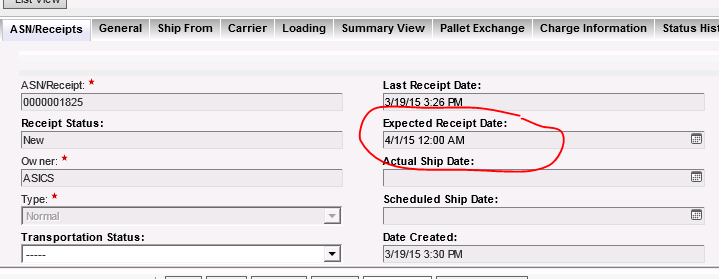 List View
ASN/Receipts General Ship From Carrier Loading Summary View Pallet Exchange Charge Information Status Hist
ASN/Receipt: *
0000001825
Receipt Status:
New
Owner: *
ASICS
Type: *
Normal
Transportation Status:
-----
Last Receipt Date:
3/19/15 3:26 PM
Expected Receipt Date:
4/1/15 12:00 AM
Actual Ship Date:
Scheduled Ship Date:
Date Created:
3/19/15 3:30 PM